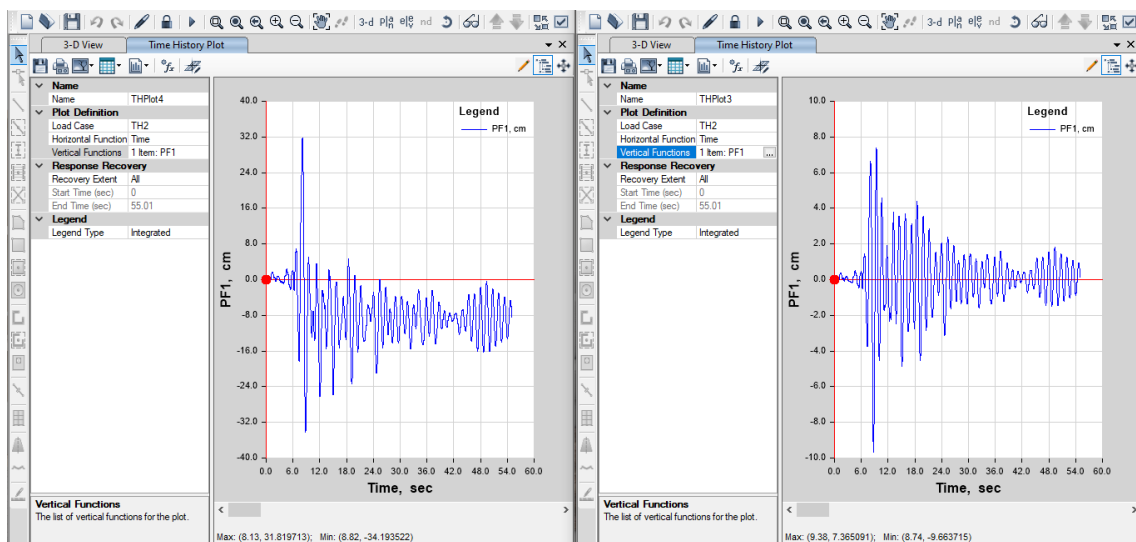 3-d
nd
3-D View
Time History Plot
Name
Name THPlot4
Plot Definition
Load Case TH2
Horizontal Function Time
Vertical Functions 1 Item: PF1
Response Recovery
Recovery Extent All
Start Time (sec) 0
End Time (sec) 55.01
Legend
Legend Type Integrated
Vertical Functions
The list of vertical functions for the plot.
Legend
PF1, cm
40.0
32.0
24.0
16.0
8.0
0.0
-8.0
-16.0
-24.0
-32.0
-40.0
PF1, cm
0.0 6.0 12.0 18.0 24.0 30.0 36.0 42.0 48.0 54.0 60.0
Time, sec
Max: (8.13, 31.819713); Min: (8.82, -34.193522)
3-d
nd
3-D View
Time History Plot
Name
Name THPlot3
Plot Definition
Load Case TH2
Horizontal Function Time
Vertical Functions 1 Item: PF1 ...
Response Recovery
Recovery Extent All
Start Time (sec) 0
End Time (sec) 55.01
Legend
Legend Type Integrated
Vertical Functions
The list of vertical functions for the plot.
Legend
PF1, cm
10.0
8.0
6.0
4.0
2.0
0.0
-2.0
-4.0
-6.0
-8.0
-10.0
PF1, cm
0.0 6.0 12.0 18.0 24.0 30.0 36.0 42.0 48.0 54.0 60.0
Time, sec
Max: (9.38, 7.365091); Min: (8.74, -9.663715)